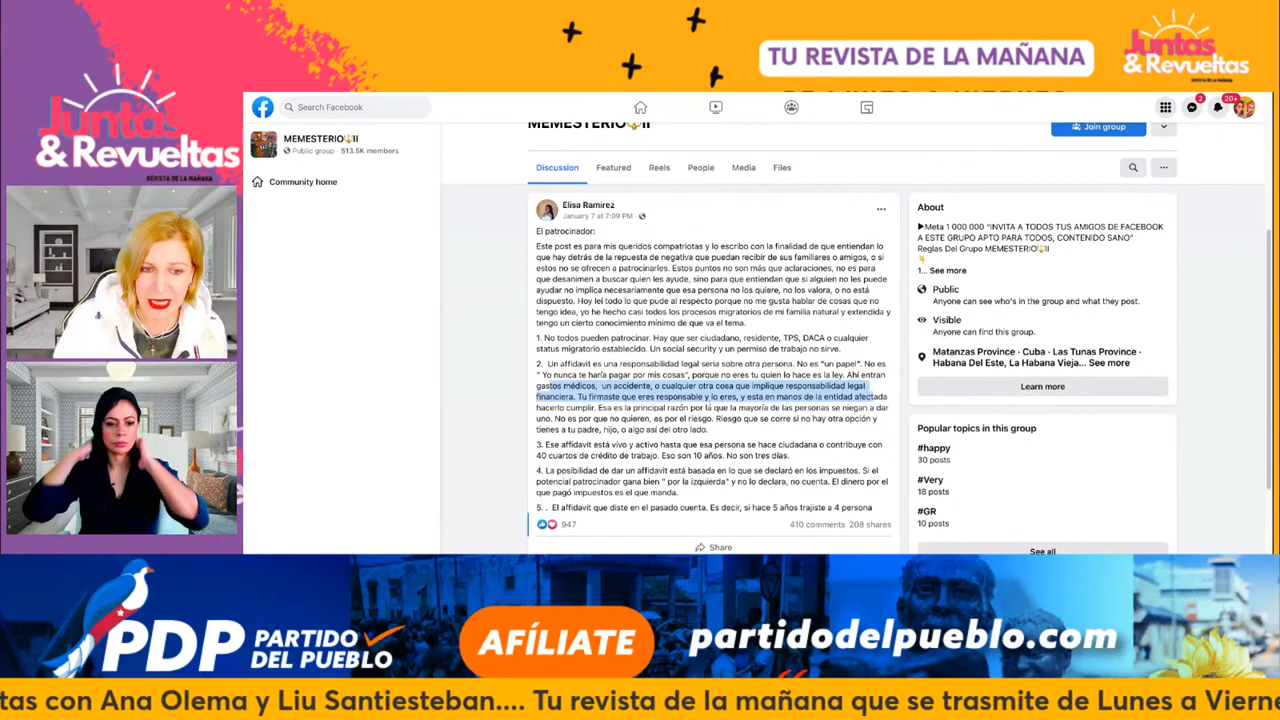 TU REVISTA DE LA MAÑANA
Juntas
& Revueltas
Juntas
& Revueltas
REVISTA DE LA MAÑANA
Search Facebook
2
20+
MEMESTERIO II
Public group · 513.5K members
Community home
MEMESTERIO II
Join group
Discussion
Featured
Reels
People
Media
Files
Elisa Ramirez
January 7 at 7:09 PM ·
El patrocinador:
Este post es para mis queridos compatriotas y lo escribo con la finalidad de que entiendan lo
que hay detrás de la repuesta de negativa que puedan recibir de sus familiares o amigos, o si
estos no se ofrecen a patrocinarles. Estos puntos no son más que aclaraciones, no es para
que desanimen a buscar quien les ayude, sino para que entiendan que si alguien no les puede
ayudar no implica necesariamente que esa persona no los quiere, no los valora, o no está
dispuesto. Hoy leí todo lo que pude al respecto porque no me gusta hablar de cosas que no
tengo idea, yo he hecho casi todos los procesos migratorios de mi familia natural y extendida y
tengo un cierto conocimiento mínimo de que va el tema.
1. No todos pueden patrocinar. Hay que ser ciudadano, residente, TPS, DACA o cualquier
status migratorio establecido. Un social security y un permiso de trabajo no sirve.
2. Un affidavit es una responsabilidad legal seria sobre otra persona. No es "un papel". No es
" Yo nunca te haría pagar por mis cosas", porque no eres tu quien lo hace es la ley. Ahí entran
gastos médicos, un accidente, o cualquier otra cosa que implique responsabilidad legal
financiera. Tu firmaste que eres responsable y lo eres, y esta en manos de la entidad afectada
hacerlo cumplir. Esa es la principal razón por la que la mayoría de las personas se niegan a dar
uno. No es por que no quieren, es por el riesgo. Riesgo que se corre si no hay otra opción y
tienes a tu padre, hijo, o algo así del otro lado.
3. Ese affidavit está vivo y activo hasta que esa persona se hace ciudadana o contribuye con
40 cuartos de crédito de trabajo. Eso son 10 años. No son tres días.
4. La posibilidad de dar un affidavit está basada en lo que se declaró en los impuestos. Si el
potencial patrocinador gana bien " por la izquierda" y no lo declara, no cuenta. El dinero por el
que pagó impuestos es el que manda.
5. . El affidavit que diste en el pasado cuenta. Es decir, si hace 5 años trajiste a 4 persona
947
410 comments 208 shares
Share
About
Meta 1 000 000 "INVITA A TODOS TUS AMIGOS DE FACEBOOK
A ESTE GRUPO APTO PARA TODOS, CONTENIDO SANO"
Reglas Del Grupo MEMESTERIO II
1... See more
Public
Anyone can see who's in the group and what they post.
Visible
Anyone can find this group.
Matanzas Province · Cuba · Las Tunas Province ·
Habana Del Este, La Habana Vieja... See more
Learn more
Popular topics in this group
#happy
30 posts
#Very
18 posts
#GR
10 posts
See all
PDP PARTIDO
DEL PUEBLO
AFÍLIATE
partidodelpueblo.com
tas con Ana Olema y Liu Santiesteban.... Tu revista de la mañana que se trasmite de Lunes a Vierne